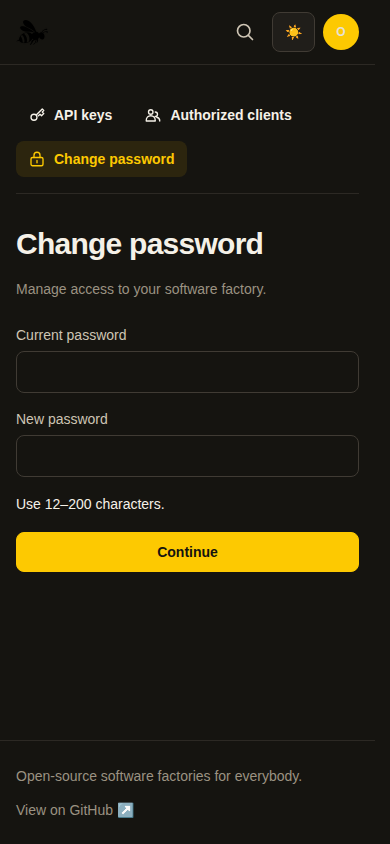 O
API keys
Authorized clients
Change password
Change password
Manage access to your software factory.
Current password
New password
Use 12–200 characters.
Continue
Open-source software factories for everybody.
View on GitHub ↗️